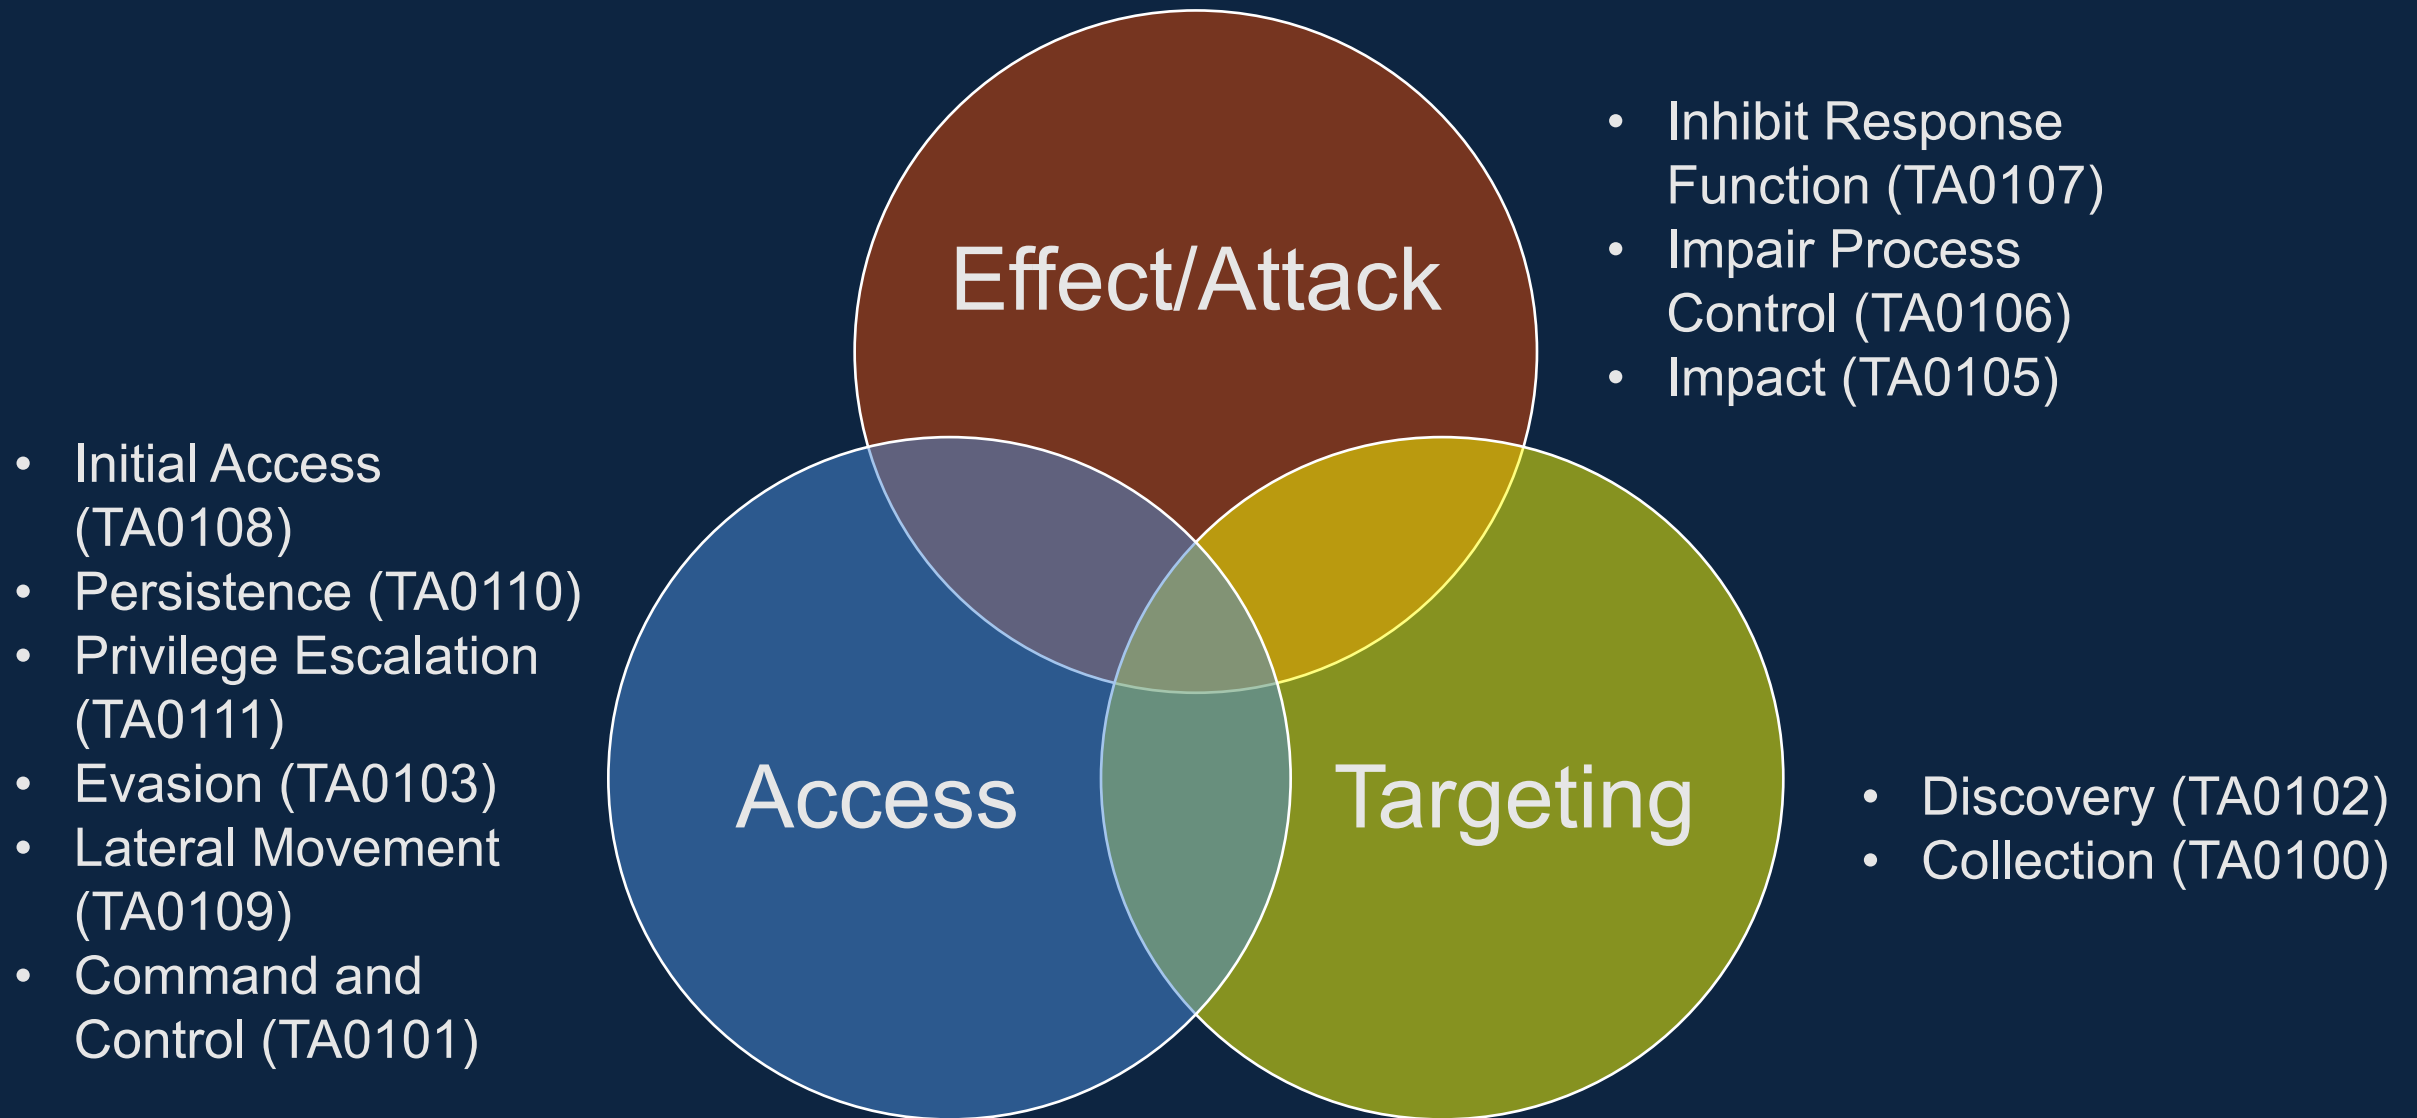 Effect/Attack
• Inhibit Response
Function (TA0107)
• Impair Process
Control (TA0106)
• Impact (TA0105)
• Initial Access
(TA0108)
• Persistence (TA0110)
• Privilege Escalation
(TA0111)
• Evasion (TA0103)
• Lateral Movement
(TA0109)
• Command and
Control (TA0101)
Access
Targeting
• Discovery (TA0102)
• Collection (TA0100)